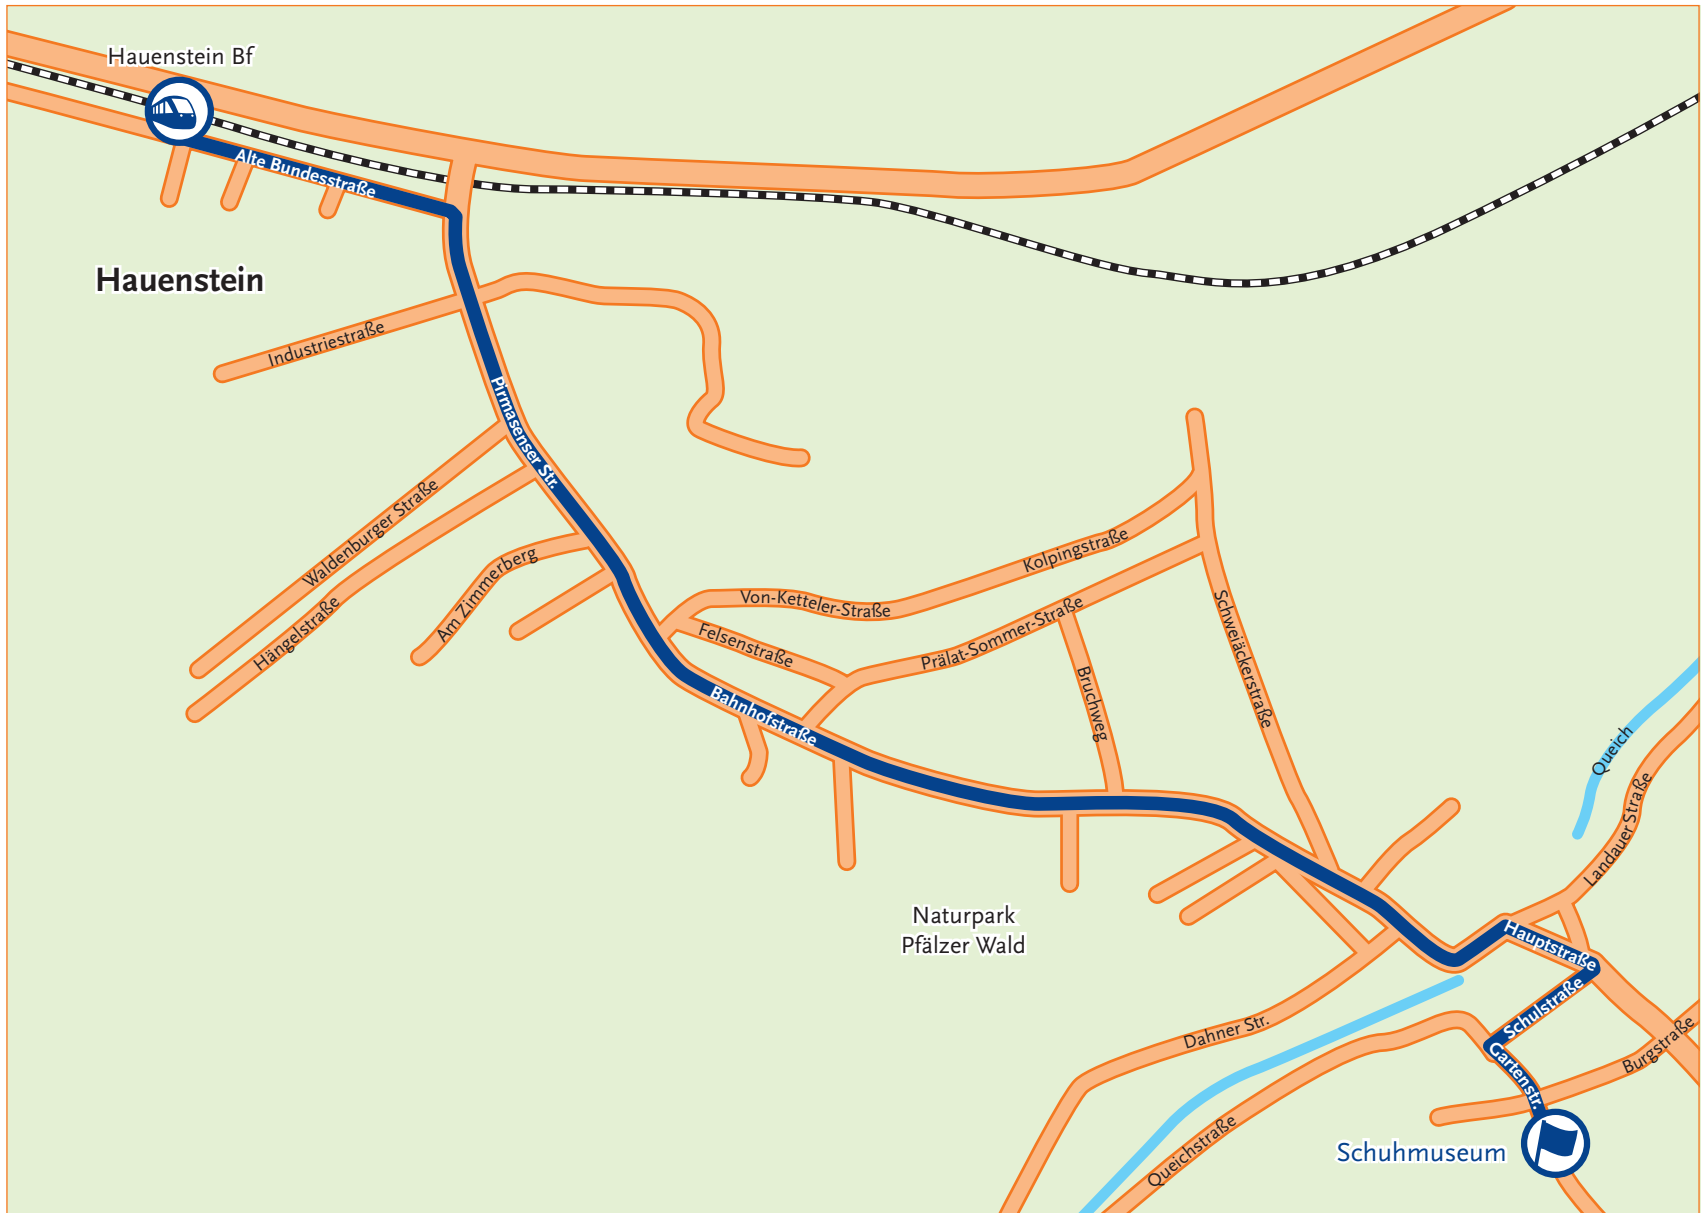 Hauenstein Bf
Alte Bundesstraße
Hauenstein
Industriestraße
Pirmasenser Str.
Waldenburger Straße
Hängelstraße
Am Zimmerberg
Kolpingstraße
Von-Ketteler-Straße
Felsenstraße
Prälat-Sommer-Straße
Schweiäckerstraße
Bruchweg
Bahnhofstraße
Queich
Landauer Straße
Naturpark
Pfälzer Wald
Hauptstraße
Schulstraße
Dahner Str.
Burgstraße
Gartenstr.
Queichstraße
Schuhmuseum